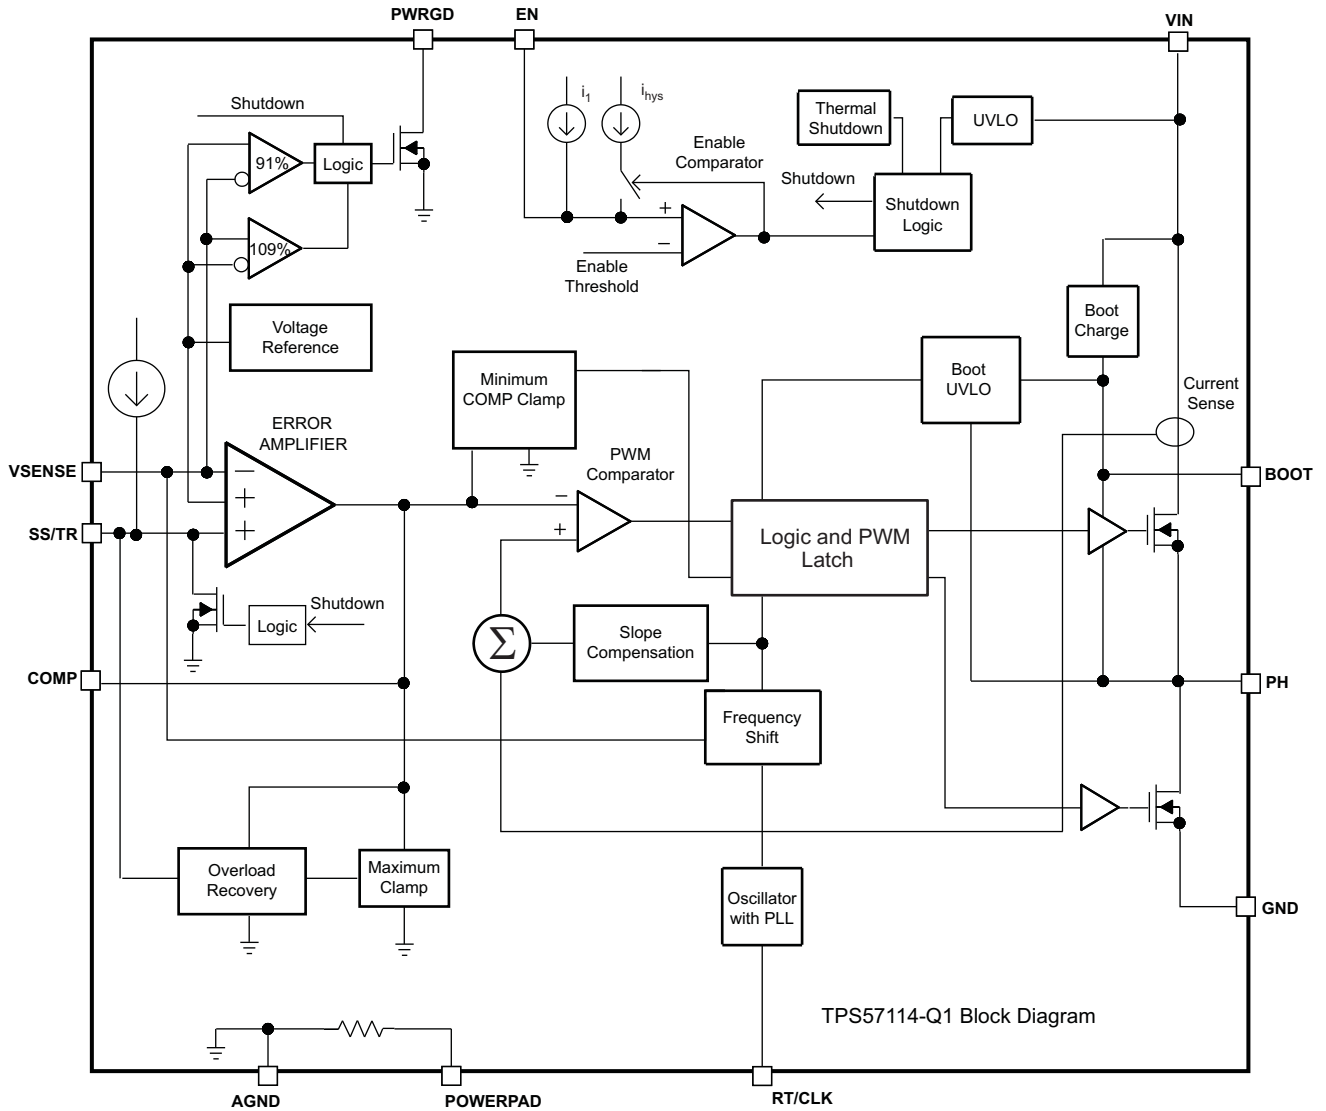 PWRGD
EN
VIN
Shutdown
91%
Logic
109%
i1
ihys
Enable
Comparator
+
−
Enable
Threshold
Thermal
Shutdown
UVLO
Shutdown
Shutdown
Logic
Voltage
Reference
Boot
Charge
Minimum
COMP Clamp
Boot
UVLO
Current
Sense
ERROR
AMPLIFIER
PWM
Comparator
VSENSE
−
+
+
SS/TR
−
+
BOOT
Logic and PWM
Latch
Logic
Shutdown
Σ
Slope
Compensation
COMP
PH
Frequency
Shift
Overload
Recovery
Maximum
Clamp
Oscillator
with PLL
GND
TPS57114-Q1 Block Diagram
AGND
POWERPAD
RT/CLK